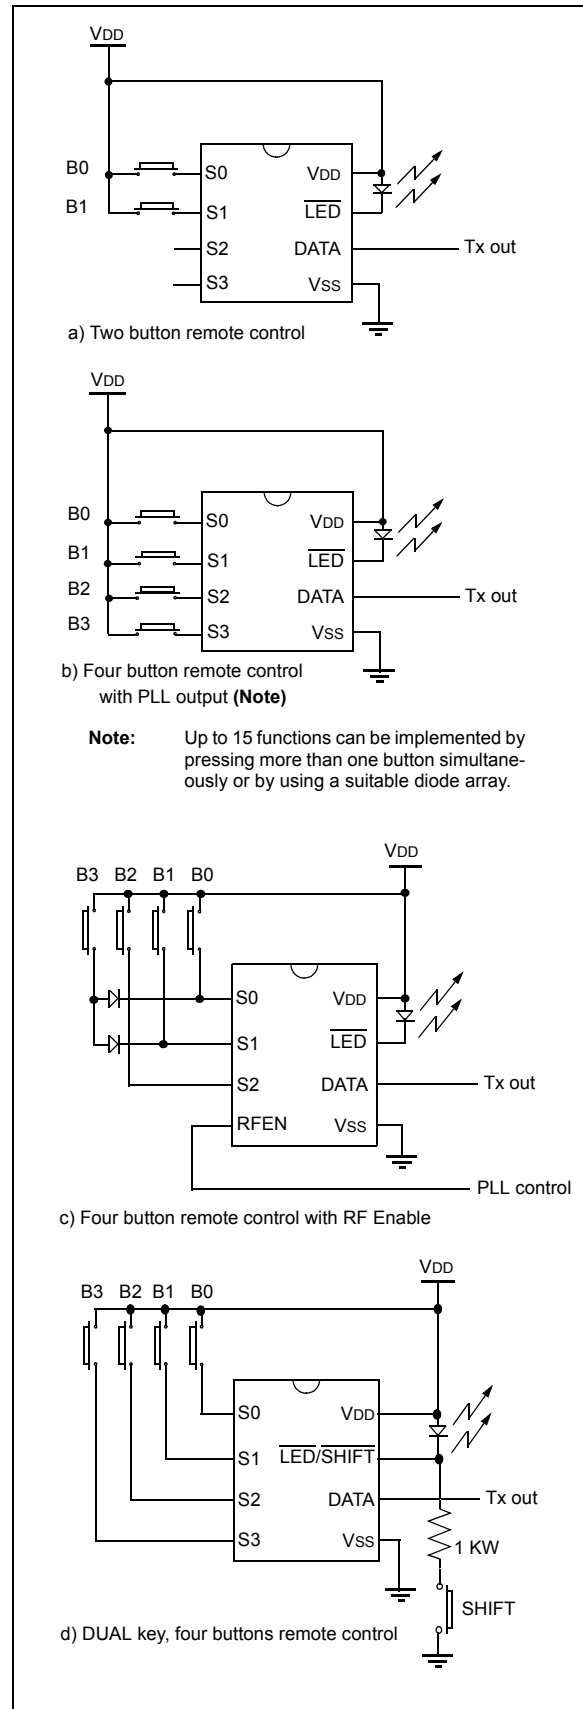 VDD
B0
S0
VDD
B1
S1
LED
S2
DATA
Tx out
S3
VSS
a) Two button remote control
VDD
B0
S0
VDD
B1
S1
LED
B2
S2
DATA
Tx out
B3
S3
VSS
b) Four button remote control
with PLL output (Note)
Note: Up to 15 functions can be implemented by
pressing more than one button simultane-
ously or by using a suitable diode array.
VDD
B3 B2 B1 B0
S0
VDD
S1
LED
S2
DATA
Tx out
RFEN
VSS
PLL control
c) Four button remote control with RF Enable
VDD
B3 B2 B1 B0
S0
VDD
S1
LED/SHIFT
S2
DATA
Tx out
S3
VSS
1 KW
SHIFT
d) DUAL key, four buttons remote control